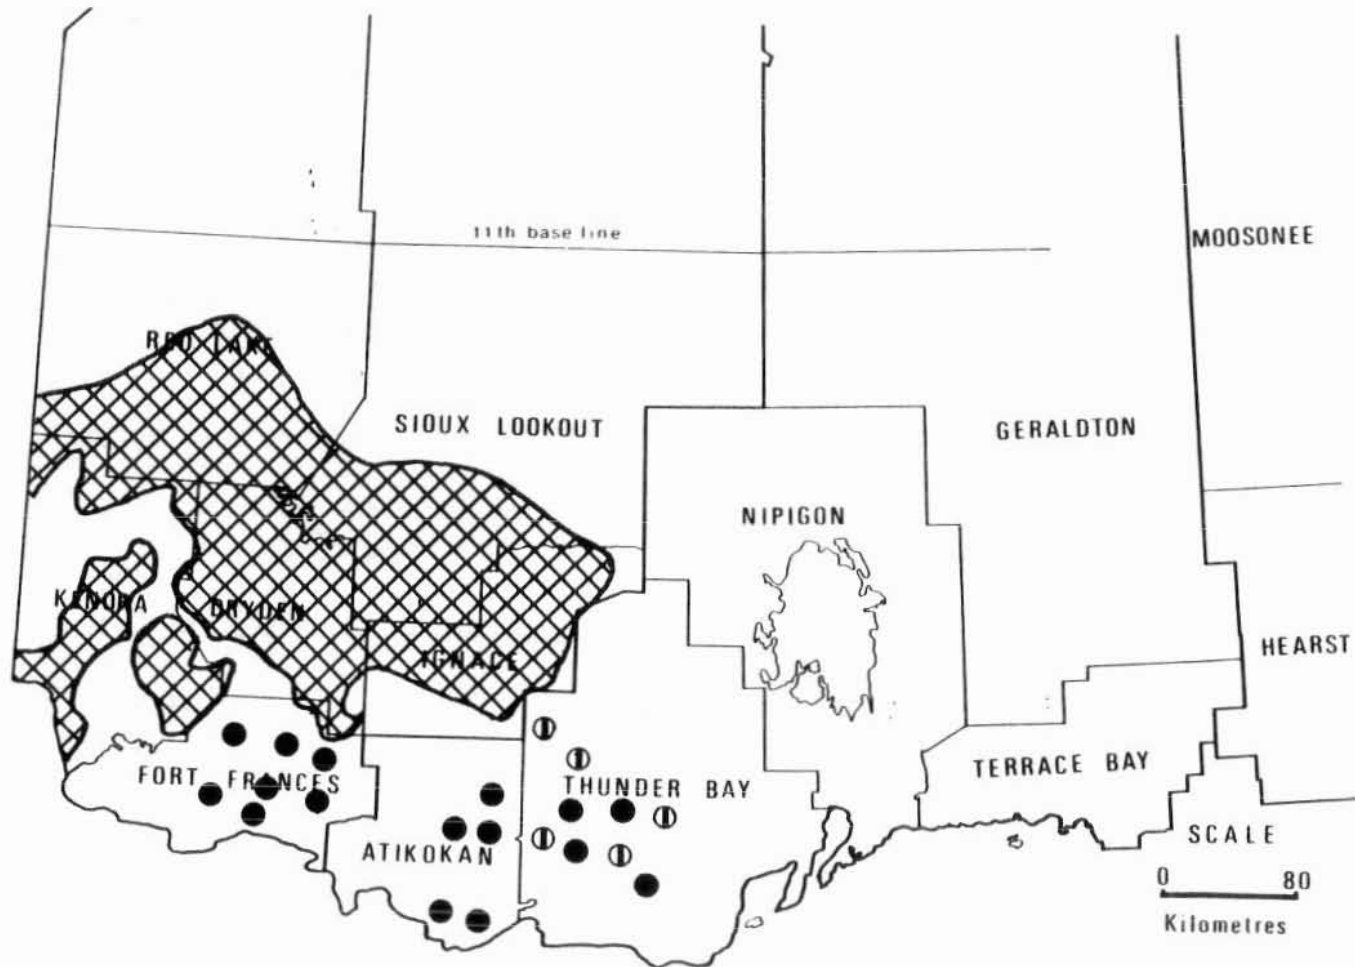 11th base line
MOOSONEE
RED LAKE
SIOUX LOOKOUT
GERALDTON
NIPIGON
KENORA
DRYDEN
IGNACE
HEARST
FORT FRANCES
THUNDER BAY
TERRACE BAY
ATIKOKAN
SCALE
0 80
Kilometres